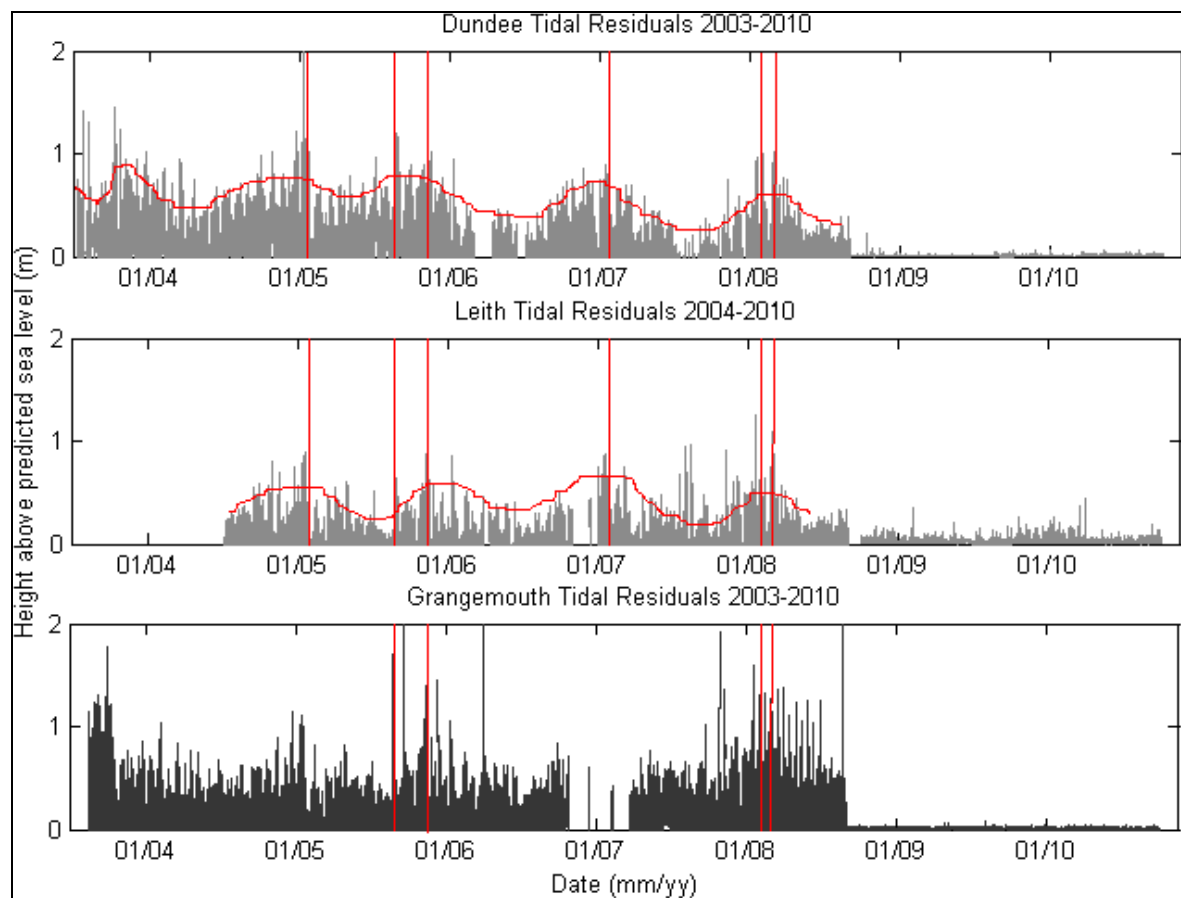 Dundee Tidal Residuals 2003-2010
2
1
0
01/04 01/05 01/06 01/07 01/08 01/09 01/10
Leith Tidal Residuals 2004-2010
2
1
0
01/04 01/05 01/06 01/07 01/08 01/09 01/10
Grangemouth Tidal Residuals 2003-2010
2
1
0
01/04 01/05 01/06 01/07 01/08 01/09 01/10
Height above predicted sea level (m)
Date (mm/yy)